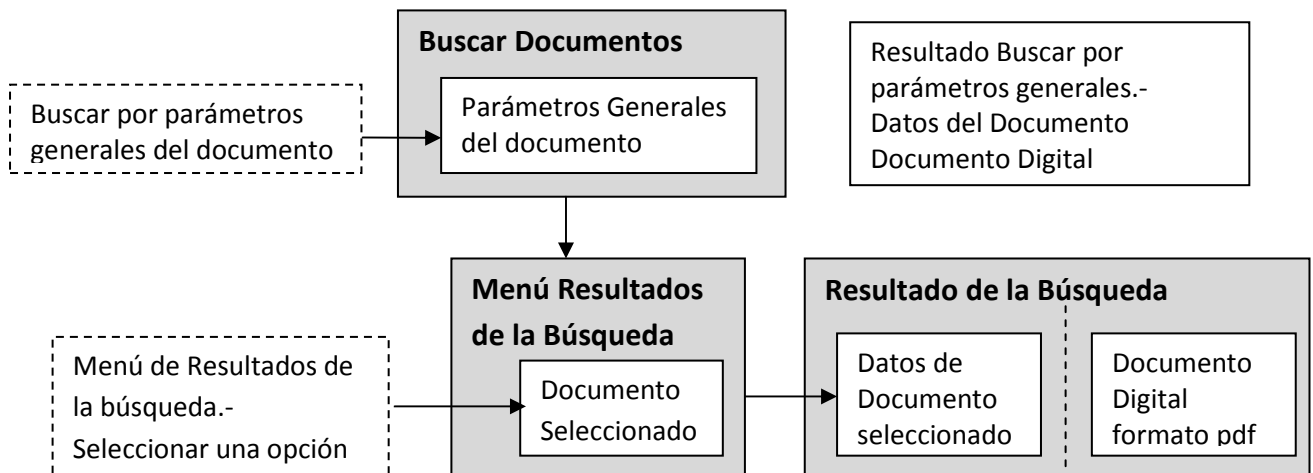 Buscar Documentos
Buscar por parámetros
generales del documento
Parámetros Generales
del documento
Resultado Buscar por
parámetros generales.-
Datos del Documento
Documento Digital
Menú Resultados
de la Búsqueda
Menú de Resultados de
la búsqueda.-
Seleccionar una opción
Documento
Seleccionado
Resultado de la Búsqueda
Datos de
Documento
seleccionado
Documento
Digital
formato pdf